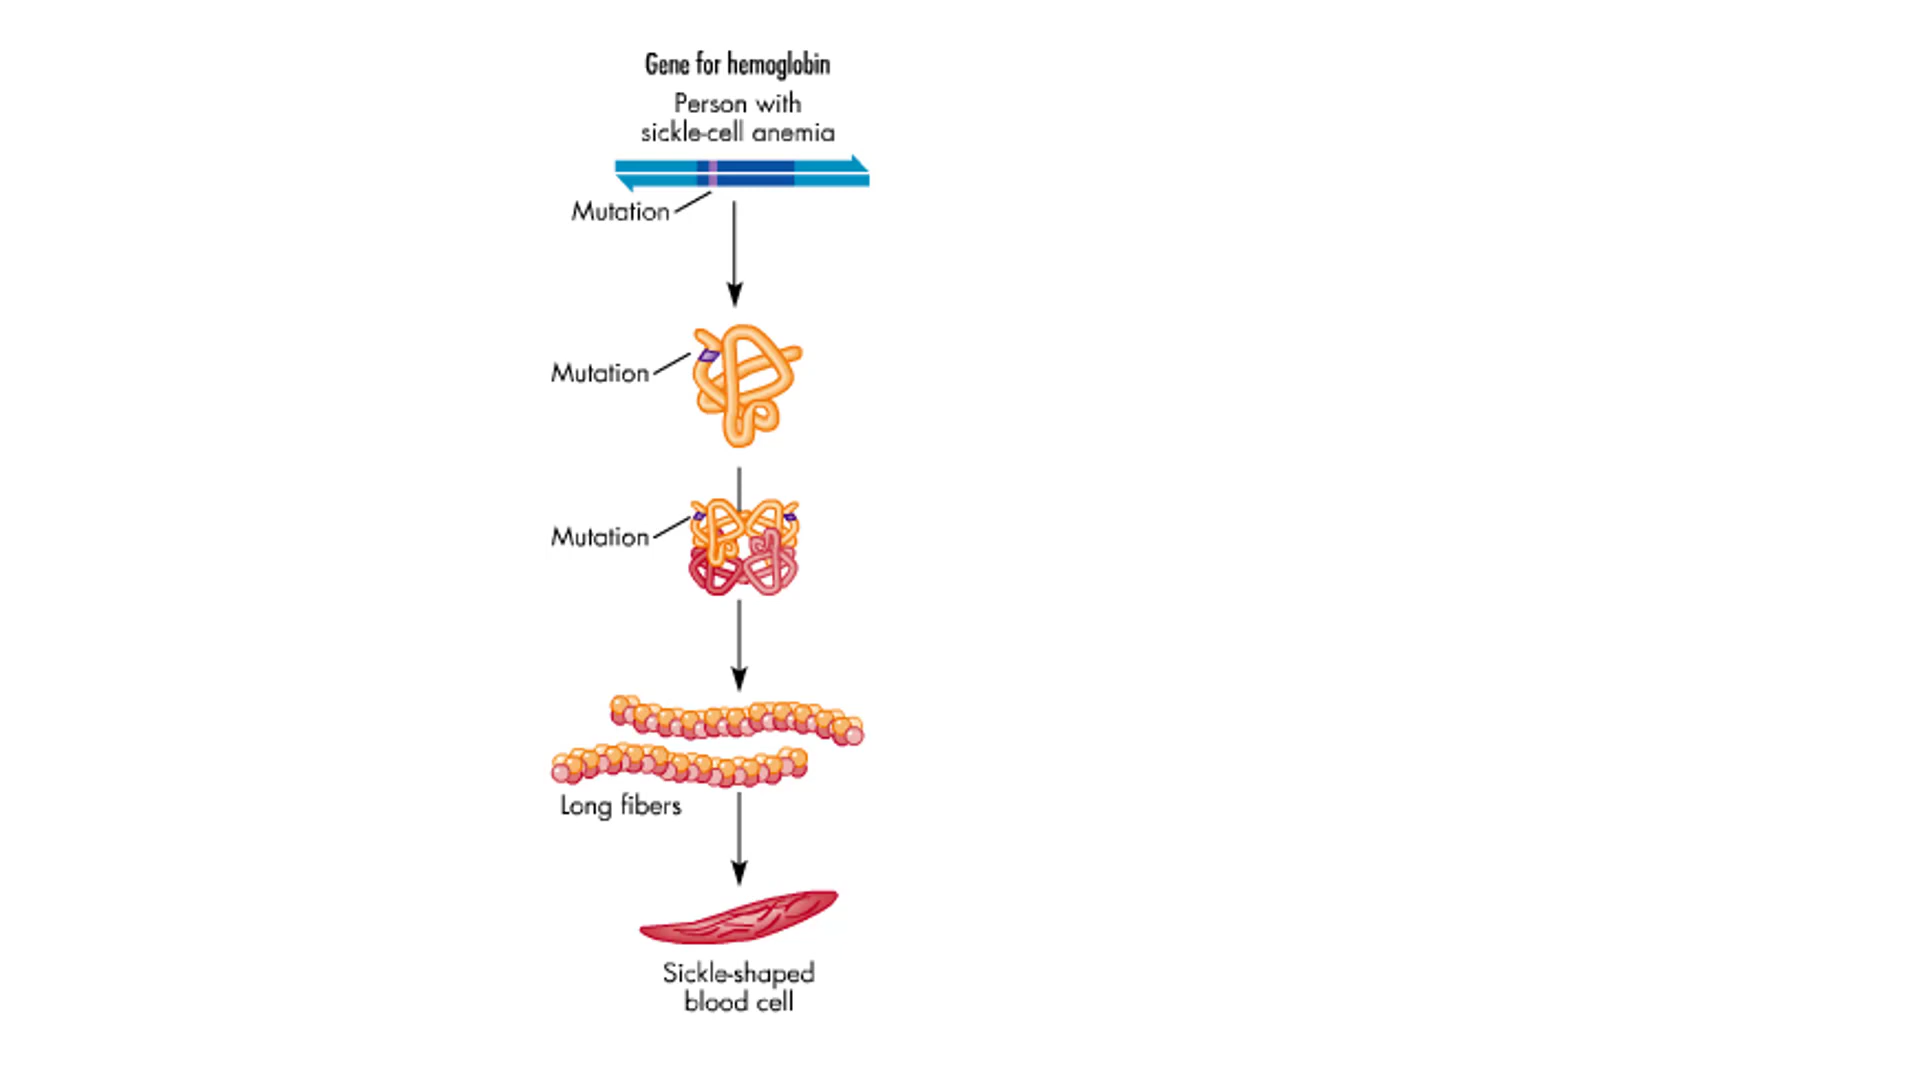 Gene for hemoglobin
Person with
sickle-cell anemia
Mutation
Mutation
Mutation
Long fibers
Sickle-shaped
blood cell